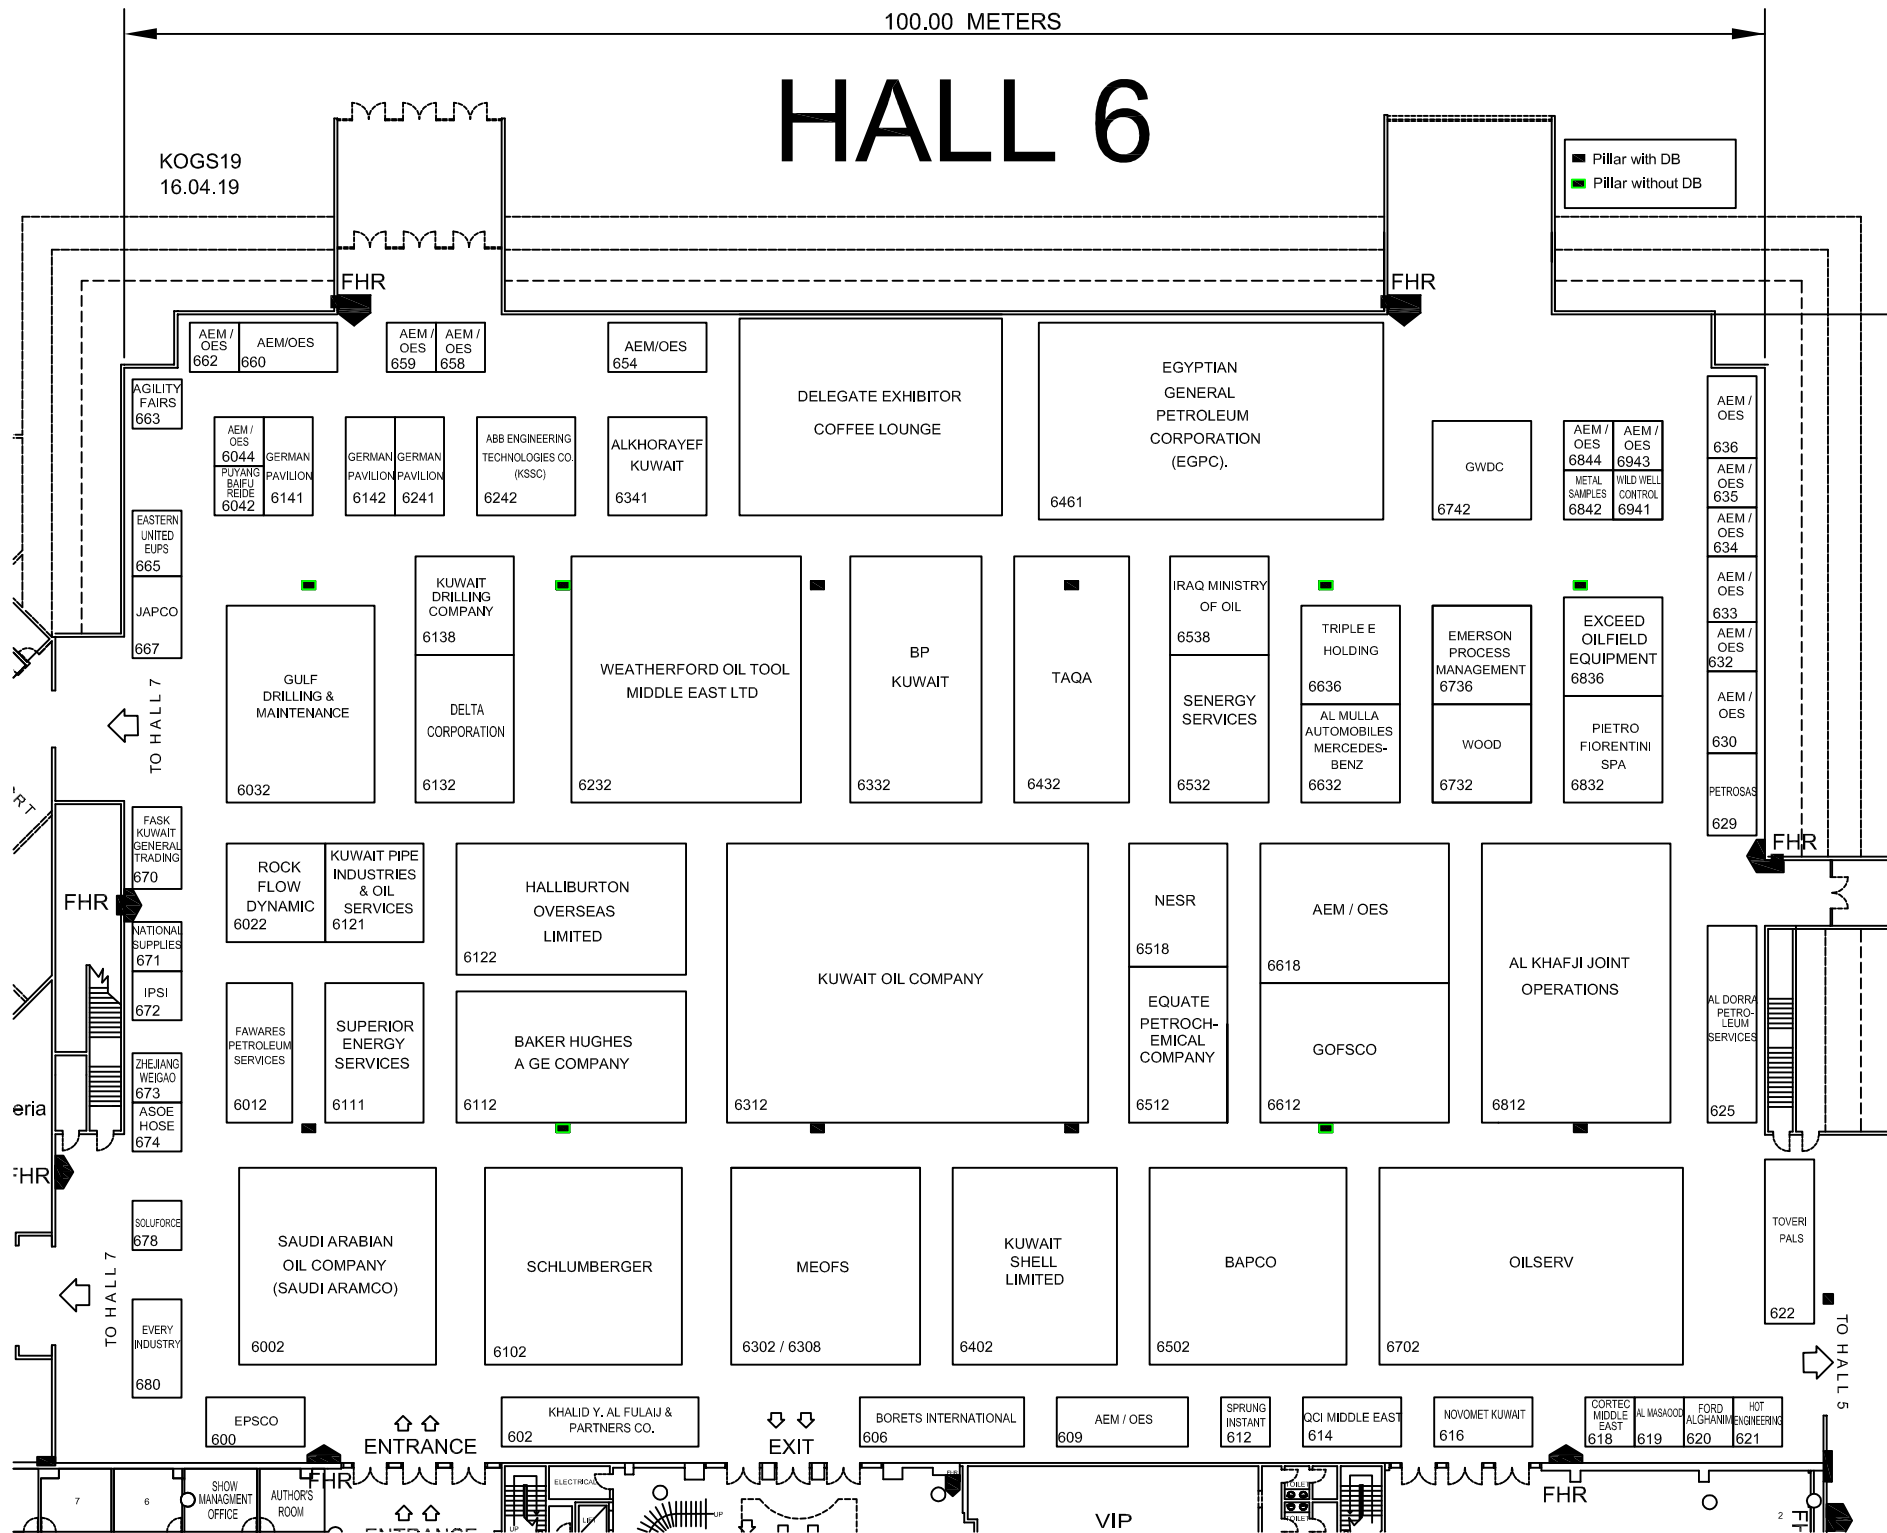 100.00 METERS
HALL 6
KOGS19
16.04.19
Pillar with DB
Pillar without DB
FHR
FHR
AEM /
OES
662
AEM/OES
660
AEM /
OES
659
AEM /
OES
658
AEM/OES
654
DELEGATE EXHIBITOR
COFFEE LOUNGE
EGYPTIAN
GENERAL
PETROLEUM
CORPORATION
(EGPC).
6461
AGILITY
FAIRS
663
AEM /
OES
6044
PUYANG
BAIFU
REIDE
6042
GERMAN
PAVILION
6141
GERMAN
PAVILION
6142
GERMAN
PAVILION
6241
ABB ENGINEERING
TECHNOLOGIES CO.
(KSSC)
6242
ALKHORAYEF
KUWAIT
6341
GWDC
6742
AEM /
OES
6844
AEM /
OES
6943
METAL
SAMPLES
6842
WILD WELL
CONTROL
6941
AEM /
OES
636
AEM /
OES
635
AEM /
OES
634
AEM /
OES
633
AEM /
OES
632
AEM /
OES
630
PETROSAS
629
EASTERN
UNITED
EUPS
665
JAPCO
667
TO HALL 7
GULF
DRILLING &
MAINTENANCE
6032
KUWAIT
DRILLING
COMPANY
6138
DELTA
CORPORATION
6132
WEATHERFORD OIL TOOL
MIDDLE EAST LTD
6232
BP
KUWAIT
6332
TAQA
6432
IRAQ MINISTRY
OF OIL
6538
SENERGY
SERVICES
6532
TRIPLE E
HOLDING
6636
AL MULLA
AUTOMOBILES
MERCEDES-
BENZ
6632
EMERSON
PROCESS
MANAGEMENT
6736
WOOD
6732
EXCEED
OILFIELD
EQUIPMENT
6836
PIETRO
FIORENTINI
SPA
6832
FHR
FASK
KUWAIT
GENERAL
TRADING
670
FHR
NATIONAL
SUPPLIES
671
IPSI
672
ZHEJIANG
WEIGAO
673
ASOE
HOSE
674
eria
FHR
ROCK
FLOW
DYNAMIC
6022
KUWAIT PIPE
INDUSTRIES
& OIL
SERVICES
6121
HALLIBURTON
OVERSEAS
LIMITED
6122
FAWARES
PETROLEUM
SERVICES
6012
SUPERIOR
ENERGY
SERVICES
6111
BAKER HUGHES
A GE COMPANY
6112
KUWAIT OIL COMPANY
6312
NESR
6518
EQUATE
PETROCH-
EMICAL
COMPANY
6512
AEM / OES
6618
GOFSCO
6612
AL KHAFJI JOINT
OPERATIONS
6812
AL DORRA
PETRO-
LEUM
SERVICES
625
SOLUFORCE
678
TO HALL 7
EVERY
INDUSTRY
680
SAUDI ARABIAN
OIL COMPANY
(SAUDI ARAMCO)
6002
SCHLUMBERGER
6102
MEOFS
6302 / 6308
KUWAIT
SHELL
LIMITED
6402
BAPCO
6502
OILSERV
6702
TOVERI
PALS
622
TO HALL 5
EPSCO
600
ENTRANCE
KHALID Y. AL FULAIJ &
PARTNERS CO.
602
EXIT
BORETS INTERNATIONAL
606
AEM / OES
609
SPRUNG
INSTANT
612
QCI MIDDLE EAST
614
NOVOMET KUWAIT
616
CORTEC
MIDDLE
EAST
618
AL MASAOOD
619
FORD
ALGHANIM
620
HOT
ENGINEERING
621
FHR
FHR
7
6
SHOW
MANAGMENT
OFFICE
AUTHOR'S
ROOM
ENTRANCE
ELECTRICAL
LIFT
UP
UP
VIP
TOILET
TOILET
2